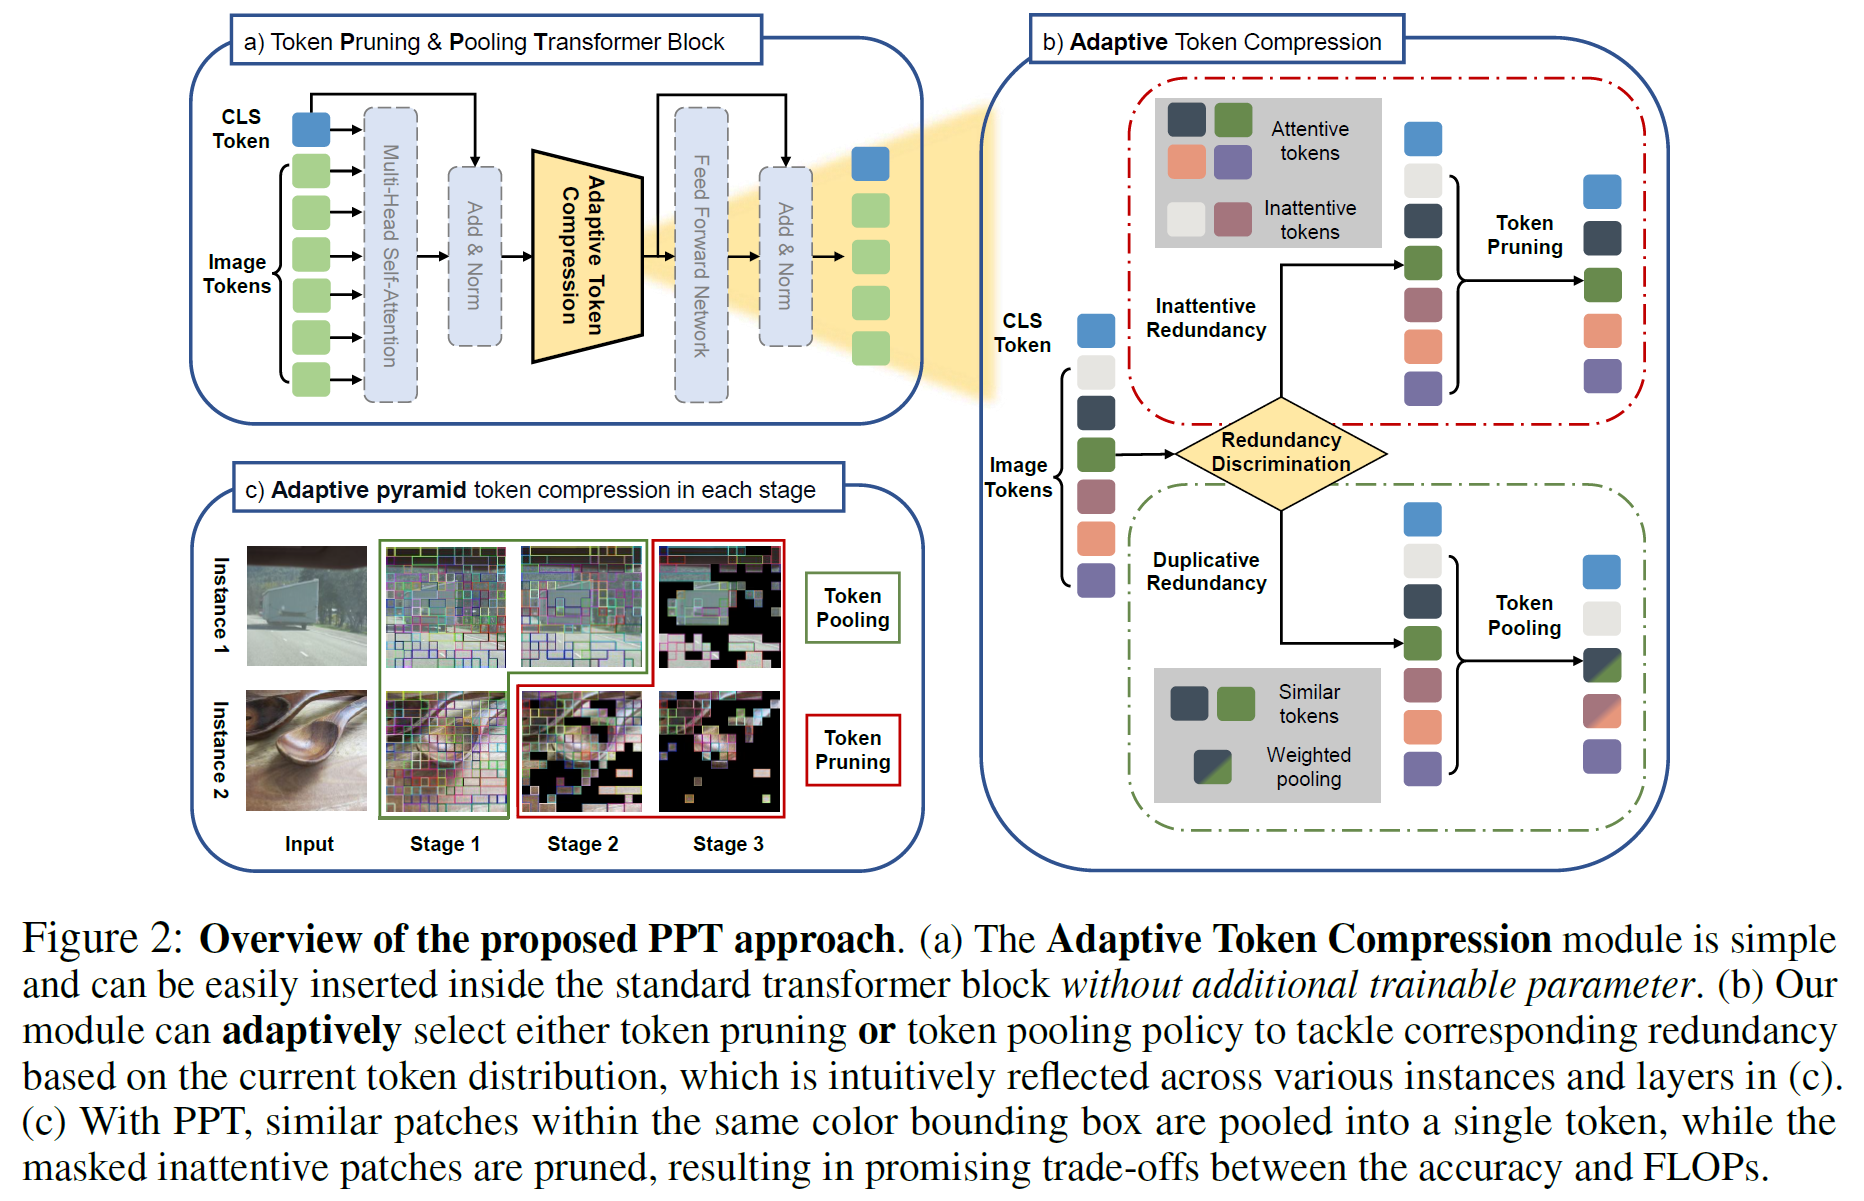 a) Token Pruning & Pooling Transformer Block
CLS
Token
Image
Tokens
Multi-Head Self-Attention
Add & Norm
Adaptive Token
Compression
Feed Forward Network
Add & Norm
b) Adaptive Token Compression
Attentive
tokens
Inattentive
tokens
Token
Pruning
Inattentive
Redundancy
CLS
Token
Image
Tokens
Redundancy
Discrimination
Duplicative
Redundancy
Token
Pooling
Similar
tokens
Weighted
pooling
c) Adaptive pyramid token compression in each stage
Instance 1
Instance 2
Token
Pooling
Token
Pruning
Input
Stage 1
Stage 2
Stage 3
Figure 2: Overview of the proposed PPT approach. (a) The Adaptive Token Compression module is simple
and can be easily inserted inside the standard transformer block without additional trainable parameter. (b) Our
module can adaptively select either token pruning or token pooling policy to tackle corresponding redundancy
based on the current token distribution, which is intuitively reflected across various instances and layers in (c).
(c) With PPT, similar patches within the same color bounding box are pooled into a single token, while the
masked inattentive patches are pruned, resulting in promising trade-offs between the accuracy and FLOPs.